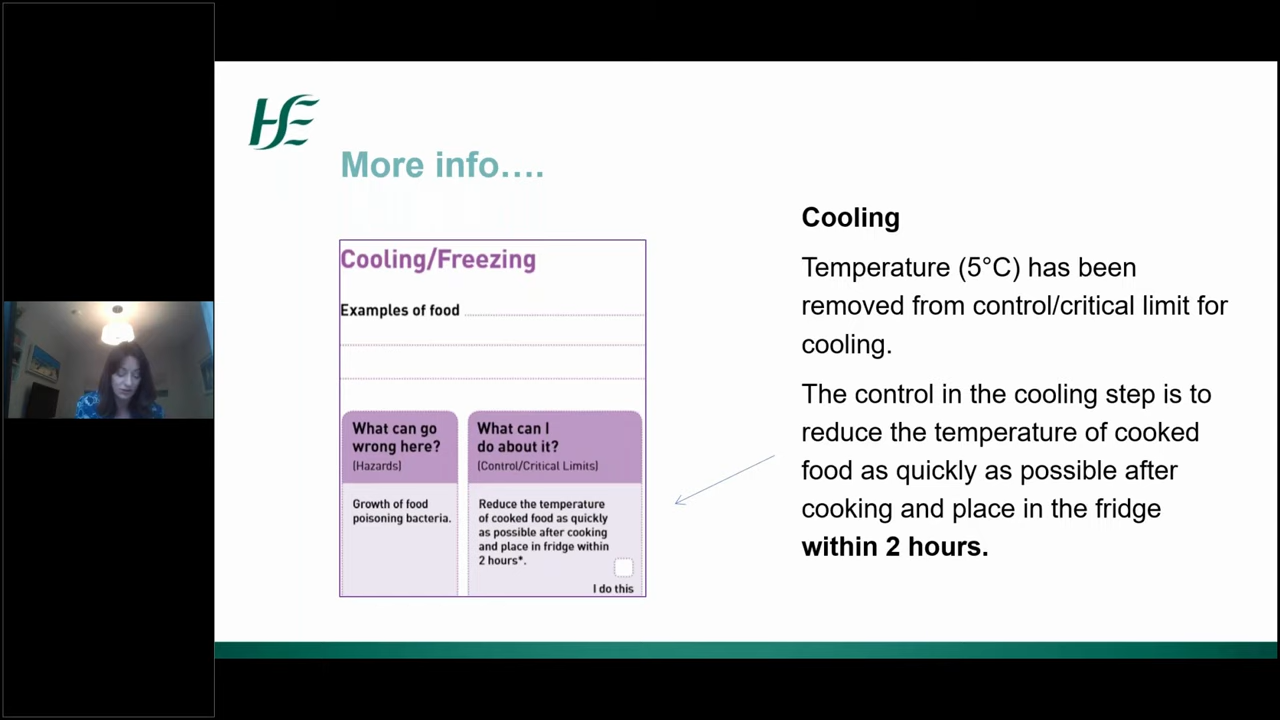 HSE
More info….
Cooling/Freezing
Examples of food
What can go
wrong here?
(Hazards)
Growth of food
poisoning bacteria.
What can I
do about it?
(Control/Critical Limits)
Reduce the temperature
of cooked food as quickly
as possible after cooking
and place in fridge within
2 hours*.
I do this
Cooling
Temperature (5°C) has been
removed from control/critical limit for
cooling.
The control in the cooling step is to
reduce the temperature of cooked
food as quickly as possible after
cooking and place in the fridge
within 2 hours.